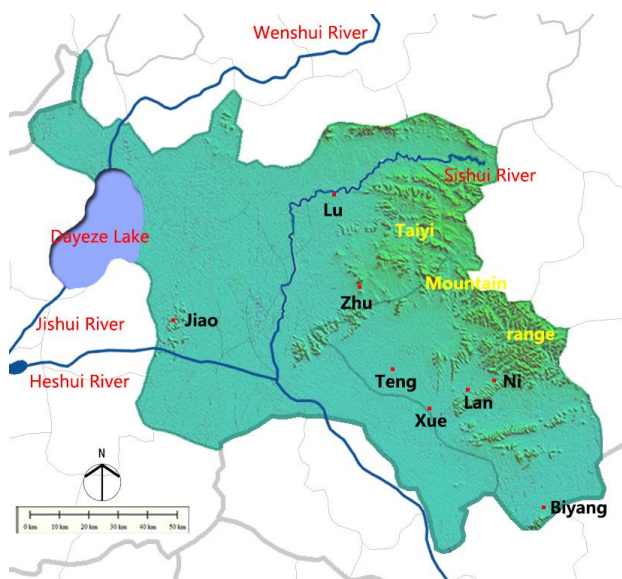 Wenshui River
Sishui River
Lu
Taiyi
Dayeze Lake
Mountain
Zhu
Jiao
Jishui River
range
Heshui River
Teng
Ni
Lan
Xue
Biyang
0 km 10 km 20 km 30 km 40 km 50 km